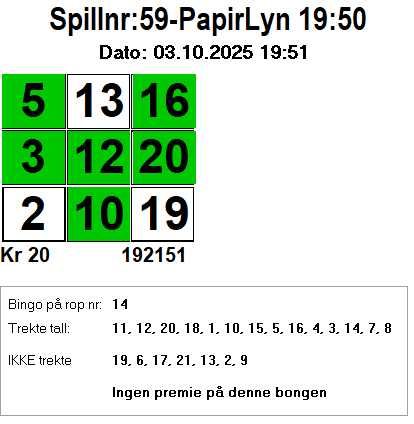 Spillnr:59-PapirLyn 19:50
Dato: 03.10.2025 19:51
5 13 16
3 12 20
2 10 19
Kr 20 192151
Bingo på rop nr: 14
Trekte tall: 11, 12, 20, 18, 1, 10, 15, 5, 16, 4, 3, 14, 7, 8
IKKE trekte 19, 6, 17, 21, 13, 2, 9
Ingen premie på denne bongen